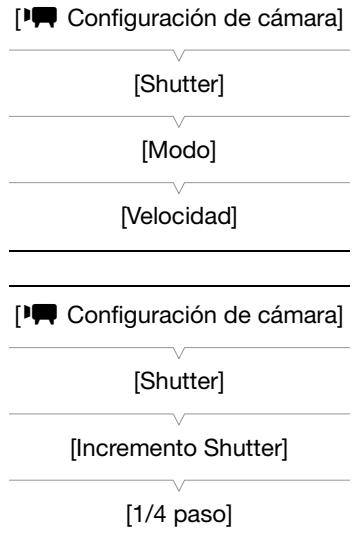 [ Configuración de cámara]
[Shutter]
[Modo]
[Velocidad]
[ Configuración de cámara]
[Shutter]
[Incremento Shutter]
[1/4 paso]